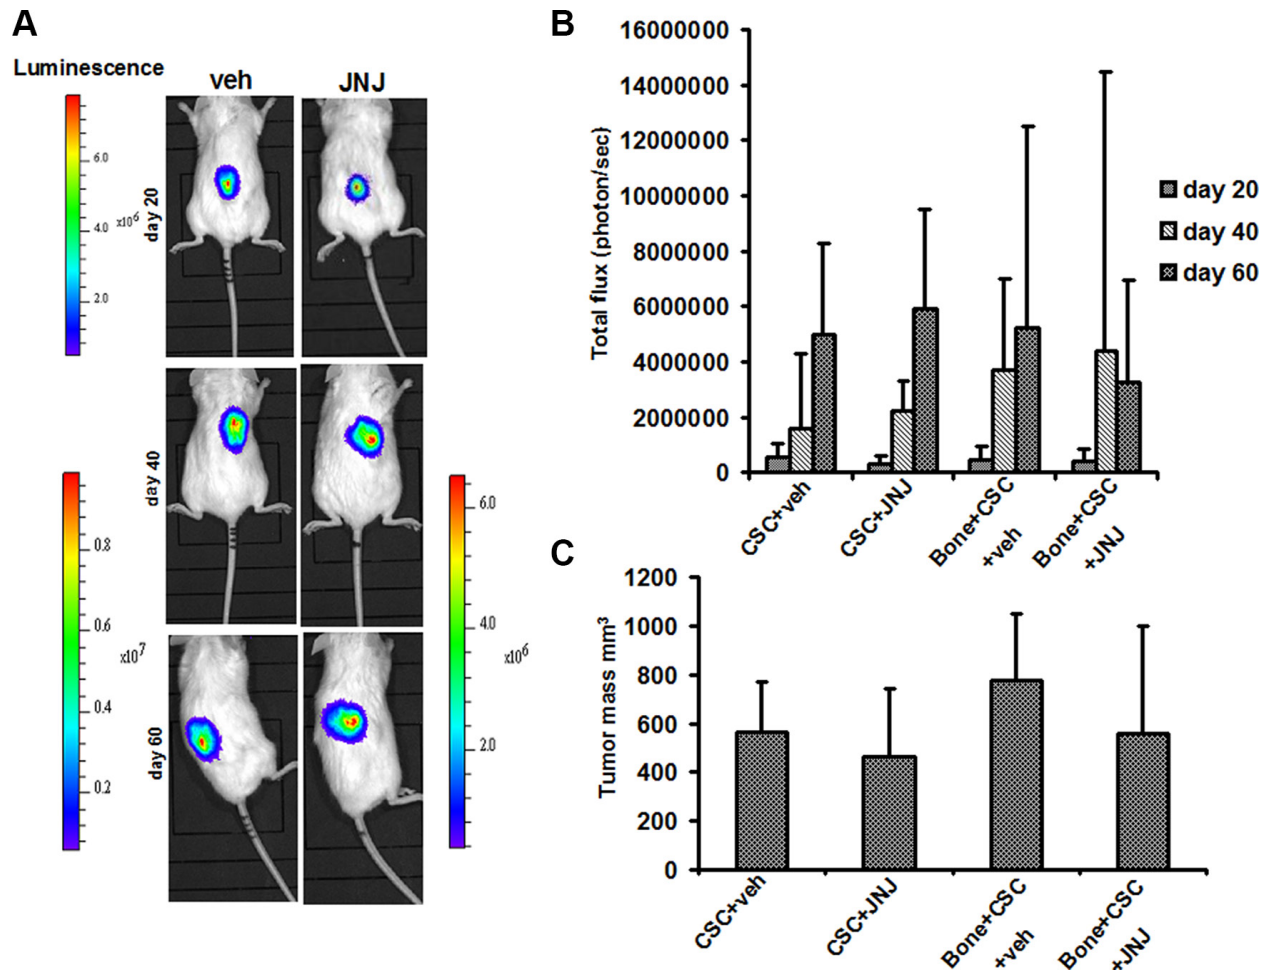 A
Luminescence
veh
JNJ
6.0
4.0
x10⁶
2.0
day 20
day 40
0.8
0.6
x10⁷
0.4
0.2
6.0
4.0
x10⁶
2.0
day 60
B
16000000
14000000
12000000
10000000
8000000
6000000
4000000
2000000
0
Total flux (photon/sec)
day 20
day 40
day 60
CSC+veh
CSC+JNJ
Bone+CSC
+veh
Bone+CSC
+JNJ
C
1200
1000
800
600
400
200
0
Tumor mass mm³
CSC+veh
CSC+JNJ
Bone+CSC
+veh
Bone+CSC
+JNJ